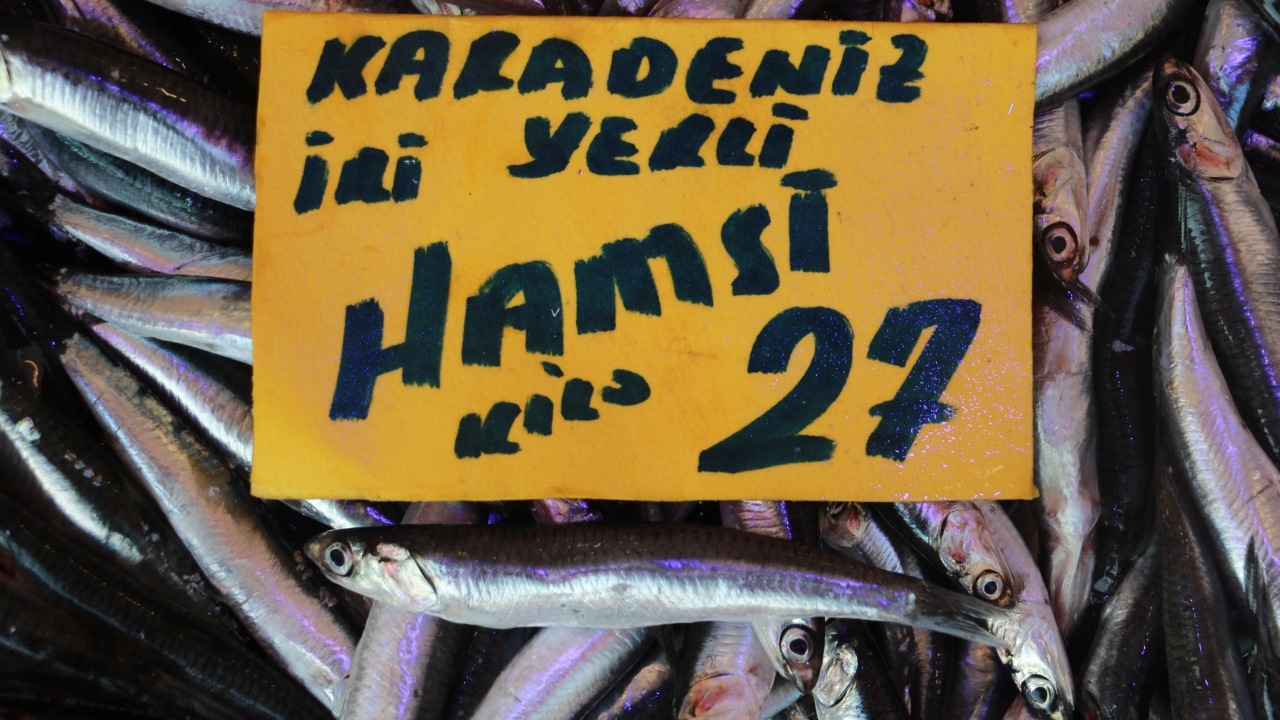 KARADENİZ
İRİ YERLİ
HAMSİ
KİLO 27